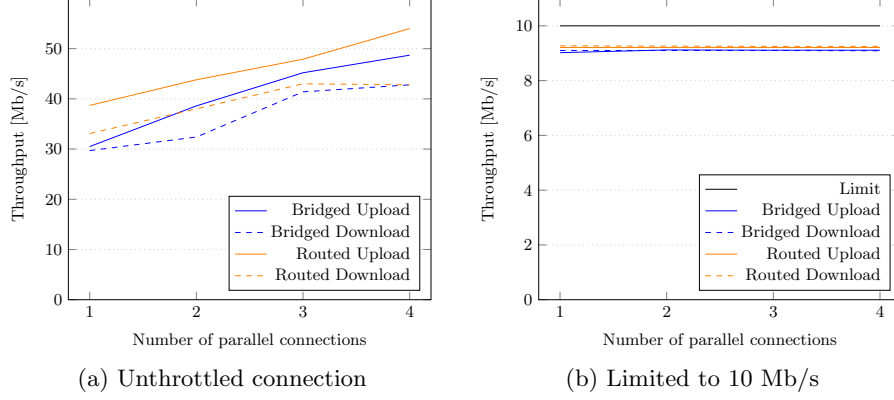 50
40
30
20
10
0
Throughput [Mb/s]
Bridged Upload
Bridged Download
Routed Upload
Routed Download
1 2 3 4
Number of parallel connections
(a) Unthrottled connection
10
8
6
4
2
0
Throughput [Mb/s]
Limit
Bridged Upload
Bridged Download
Routed Upload
Routed Download
1 2 3 4
Number of parallel connections
(b) Limited to 10 Mb/s